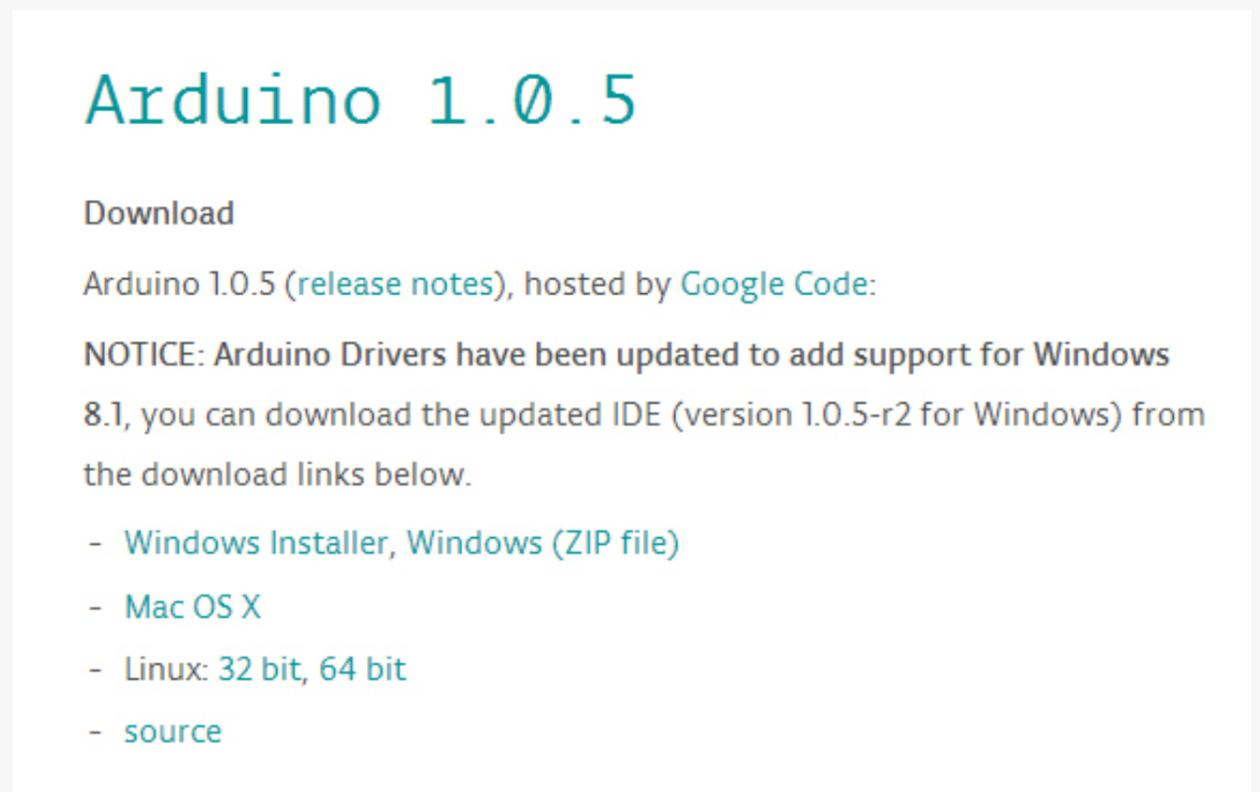 Arduino 1.0.5
Download
Arduino 1.0.5 (release notes), hosted by Google Code:
NOTICE: Arduino Drivers have been updated to add support for Windows
8.1, you can download the updated IDE (version 1.0.5-r2 for Windows) from
the download links below.
- Windows Installer, Windows (ZIP file)
- Mac OS X
- Linux: 32 bit, 64 bit
- source